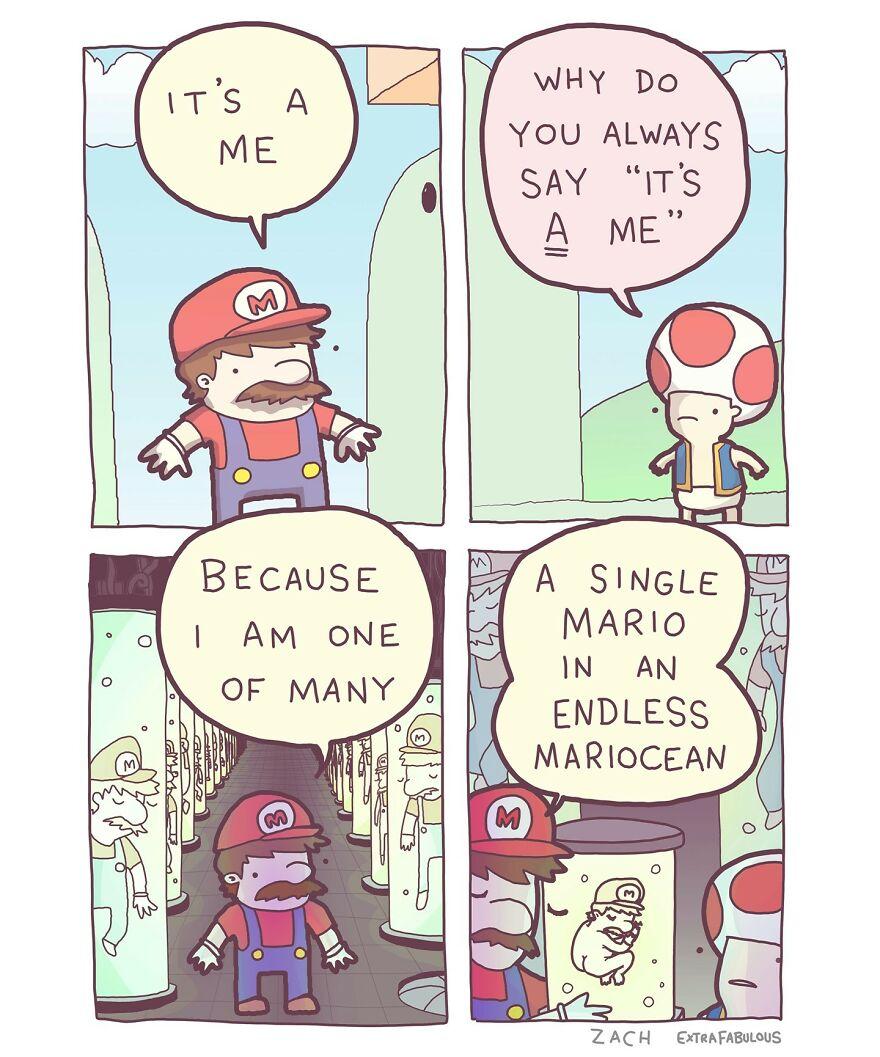 IT'S A
ME
M
WHY DO
YOU ALWAYS
SAY "IT'S
A ME"
BECAUSE
I AM ONE
OF MANY
M
M
M
A SINGLE
MARIO
IN AN
ENDLESS
MARIOCEAN
M
M
M
M
ZACH EXTRAFABULOUS